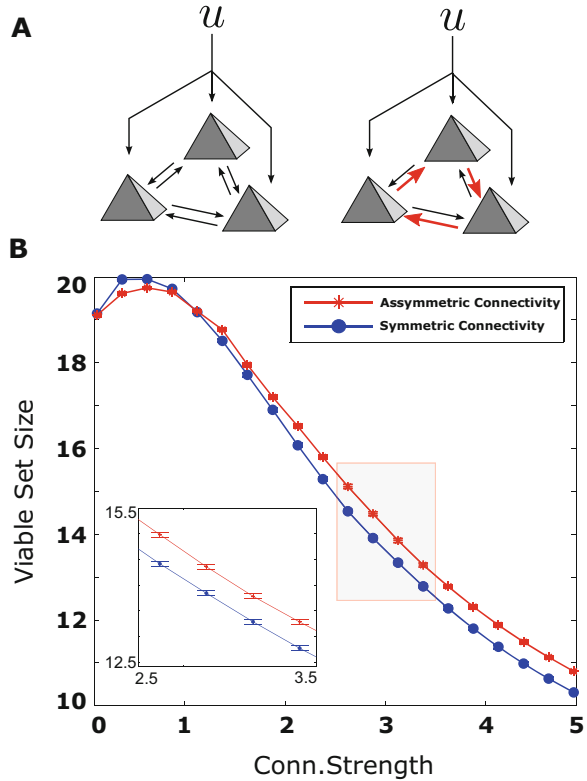 A
u
u
B
Viable Set Size
20
18
16
14
12
10
Assymmetric Connectivity
Symmetric Connectivity
15.5
12.5
2.5 3.5
0 1 2 3 4 5
Conn.Strength